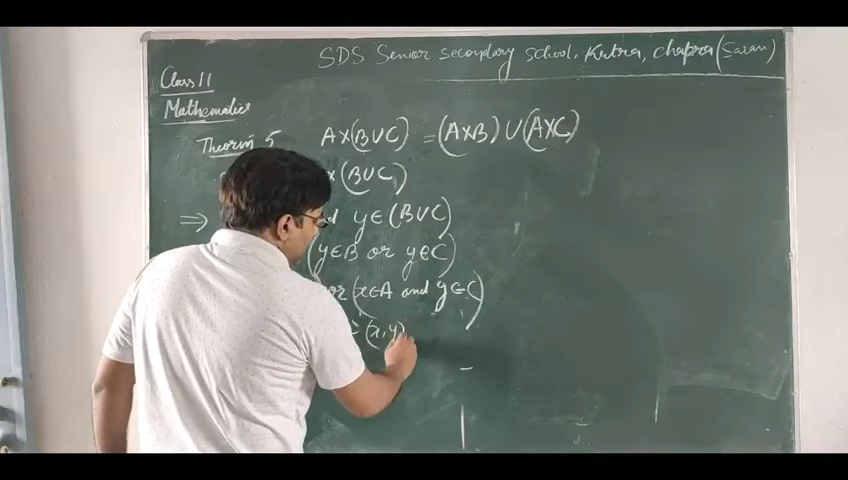 SDS Senior Secondary School, Kutra, Chapra (Saran)
Class 11
Mathematics
Theorem 5 A×(B∪C) = (A×B) ∪ (A×C)
×(B∪C)
⇒ y∈(B∪C)
(y∈B or y∈C)
or (x∈A and y∈C)
(x,y)